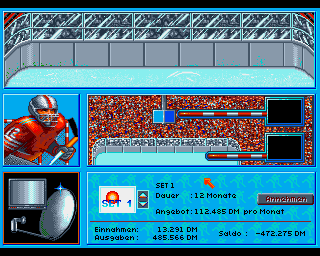 SET 1
SET 1
Dauer : 12 Monate
Annehmen
Angebot: 112.485 DM pro Monat
Einnahmen: 13.291 DM
Ausgaben: 485.566 DM
Saldo : -472.275 DM